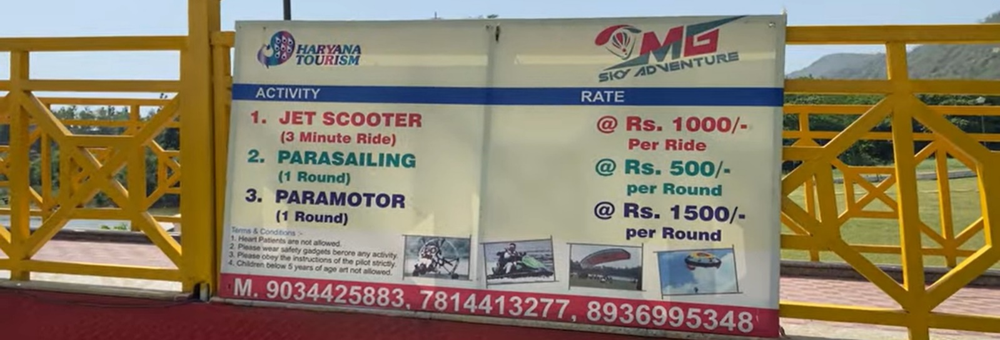 HARYANA
TOURISM
OMG
SKY ADVENTURE
ACTIVITY RATE
1. JET SCOOTER @ Rs. 1000/-
(3 Minute Ride) Per Ride
2. PARASAILING @ Rs. 500/-
(1 Round) per Round
3. PARAMOTOR @ Rs. 1500/-
(1 Round) per Round
Terms & Conditions :-
1. Heart Patients are not allowed.
2. Please wear safety gadgets berore any activity.
3. Please obey the instructions of the pilot strictly.
4. Children below 5 years of age art not allowed.
M. 9034425883, 7814413277, 8936995348